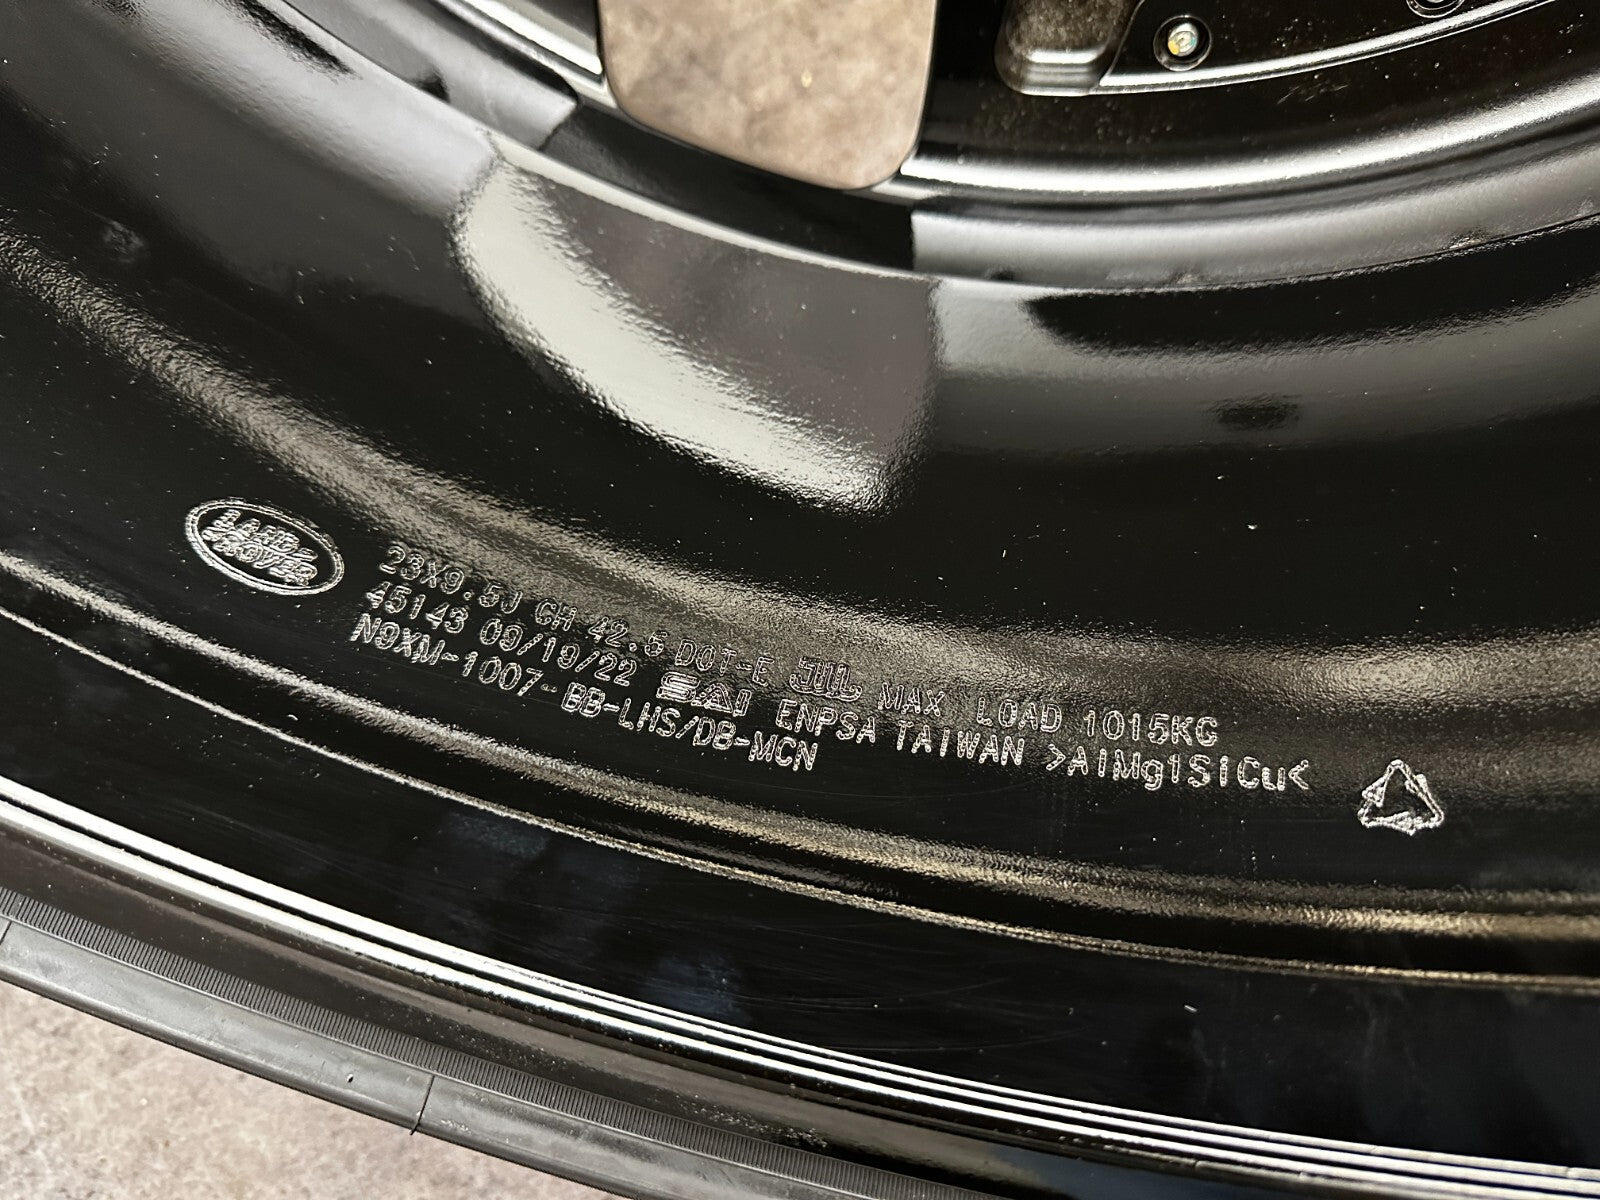 LAND ROVER
23X9.5J CH 42.6 DOT-E JWL MAX LOAD 1015KG
45143 09/19/22 SAI ENPSA TAIWAN >AlMg1SiCu<
N9XM-1007-BB-LHS/DB-MCN